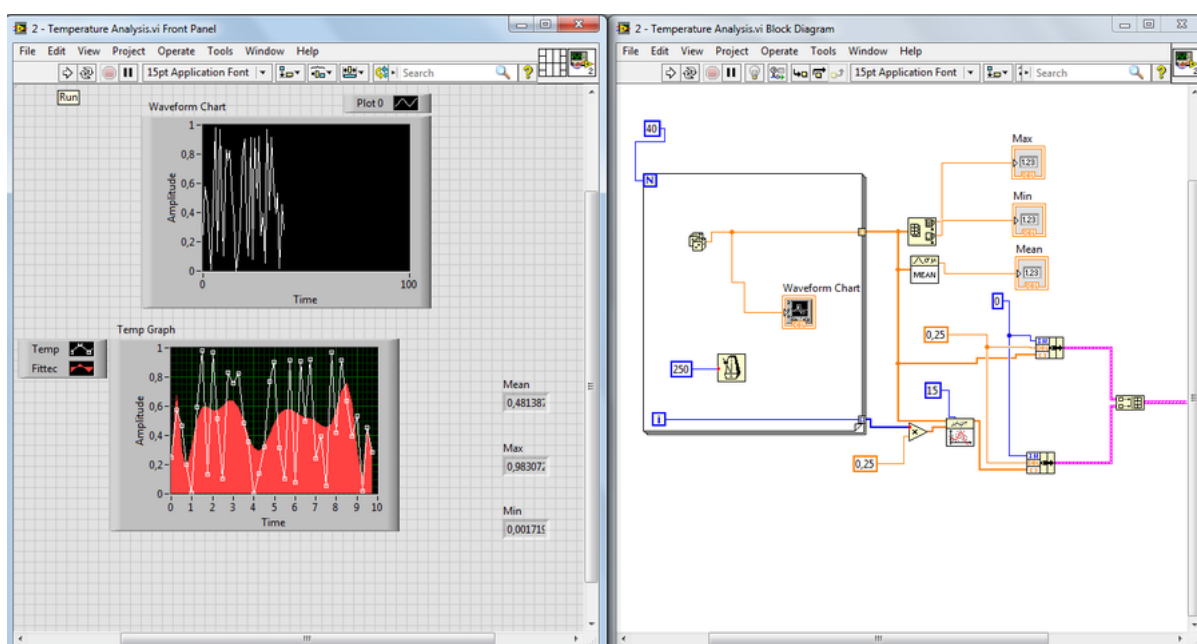 2 - Temperature Analysis.vi Front Panel
File Edit View Project Operate Tools Window Help
15pt Application Font
Search
2
Run
Waveform Chart
Plot 0
1
0,8
0,6
0,4
0,2
0
Amplitude
0 100
Time
Temp Graph
Temp
Fittec
1
0,8
0,6
0,4
0,2
0
Amplitude
0 1 2 3 4 5 6 7 8 9 10
Time
Mean
0,481387
Max
0,983072
Min
0,001719
2 - Temperature Analysis.vi Block Diagram
File Edit View Project Operate Tools Window Help
15pt Application Font
Search
2
40
N
Max
1.23
Min
1.23
Mean
1.23
MEAN
Waveform Chart
0
0,25
250
15
i
0,25